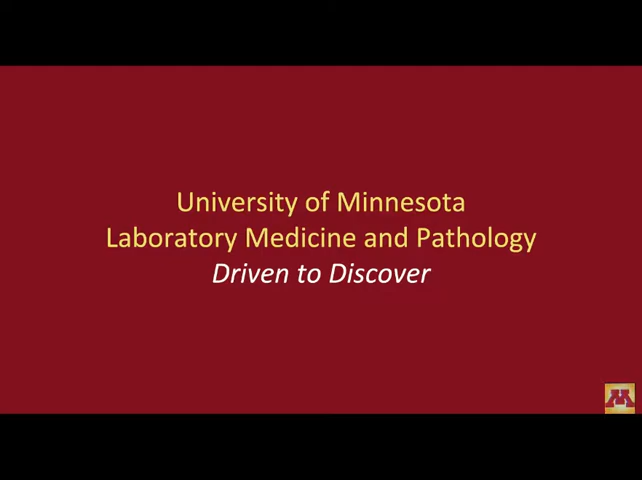 University of Minnesota
Laboratory Medicine and Pathology
Driven to Discover
M